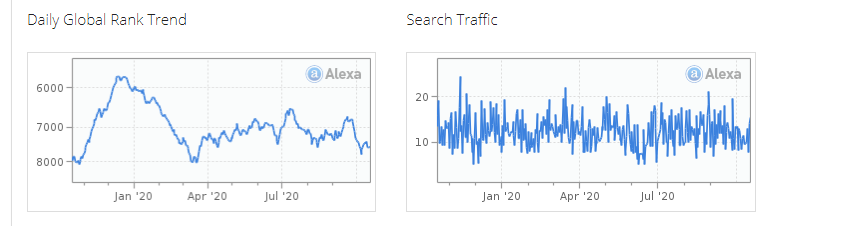 Daily Global Rank Trend
Search Traffic
a Alexa
6000
7000
8000
Jan '20 Apr '20 Jul '20
a Alexa
20
10
Jan '20 Apr '20 Jul '20